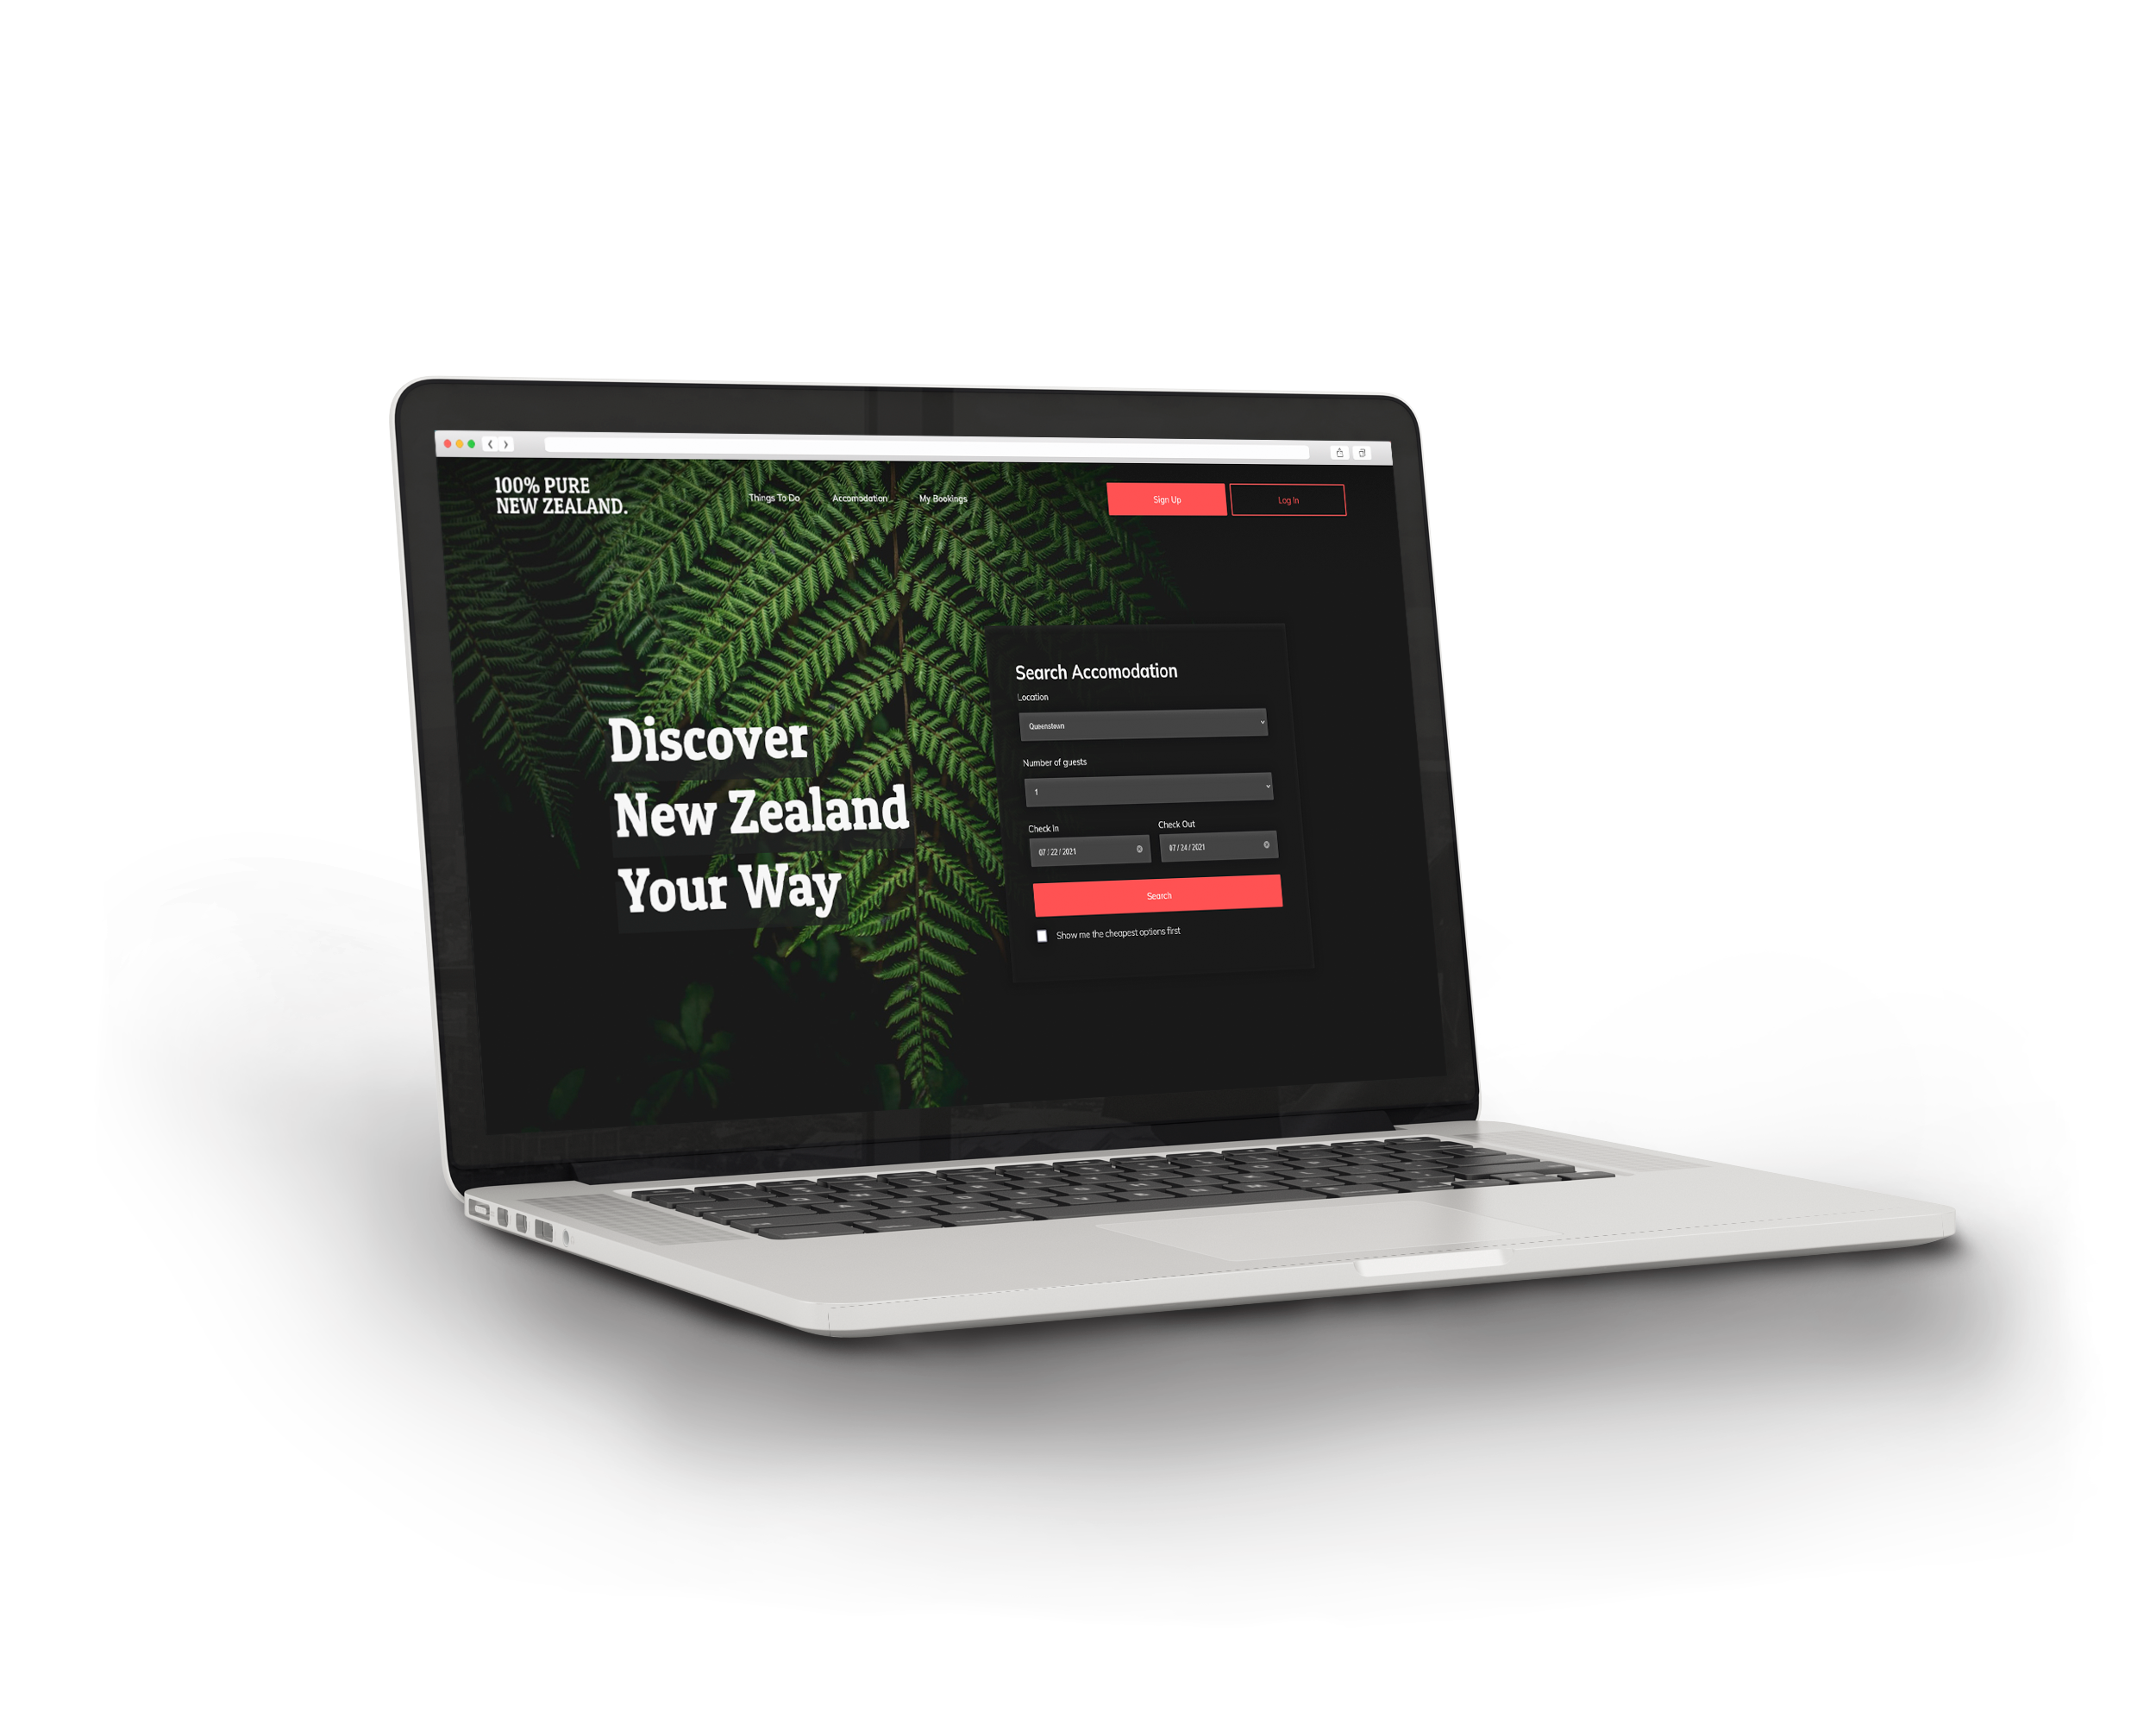 100% PURE
NEW ZEALAND.
Things To Do
Accomodation
My Bookings
Sign Up
Log In
Discover
New Zealand
Your Way
Search Accomodation
Location
Queenstown
Number of guests
1
Check In
Check Out
07 / 22 / 2021
07 / 24 / 2021
Search
Show me the cheapest options first